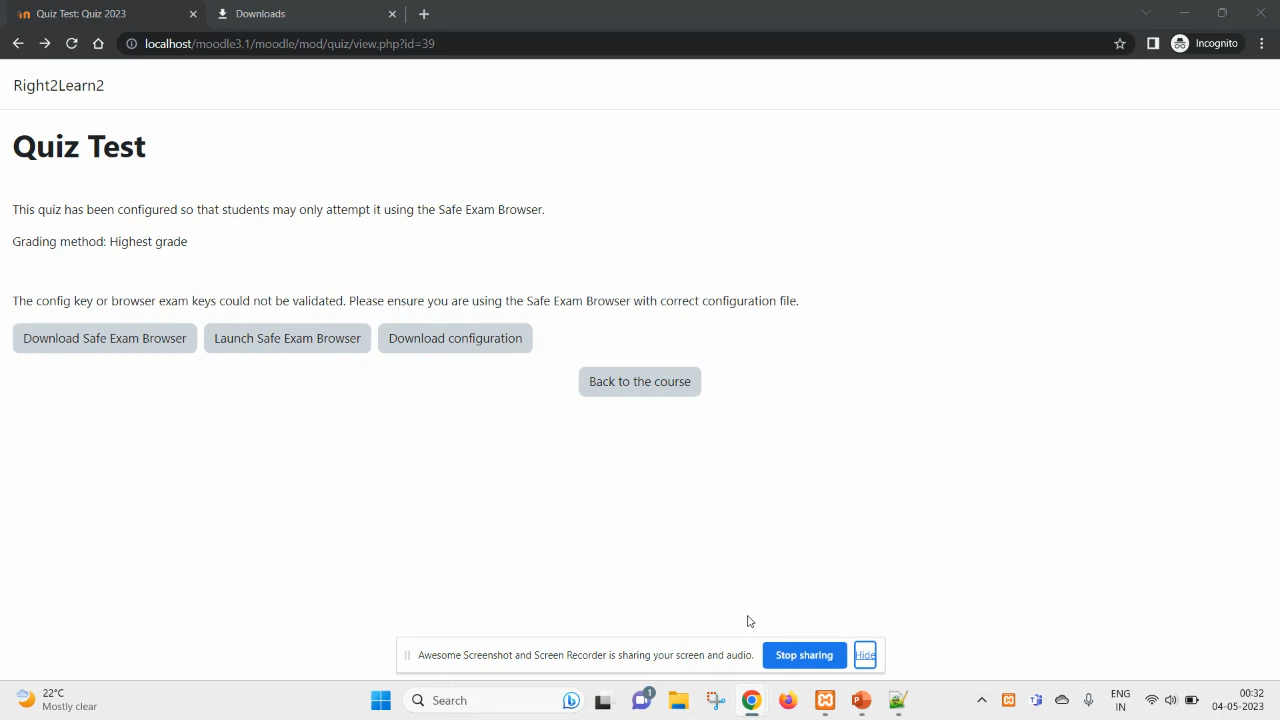 Quiz Test: Quiz 2023
Downloads
localhost/moodle3.1/moodle/mod/quiz/view.php?id=39
Incognito
Right2Learn2
Quiz Test
This quiz has been configured so that students may only attempt it using the Safe Exam Browser.
Grading method: Highest grade
The config key or browser exam keys could not be validated. Please ensure you are using the Safe Exam Browser with correct configuration file.
Download Safe Exam Browser Launch Safe Exam Browser Download configuration
Back to the course
Awesome Screenshot and Screen Recorder is sharing your screen and audio. Stop sharing Hide
22°C
Mostly clear
Search
1
ENG
IN
00:32
04-05-2023